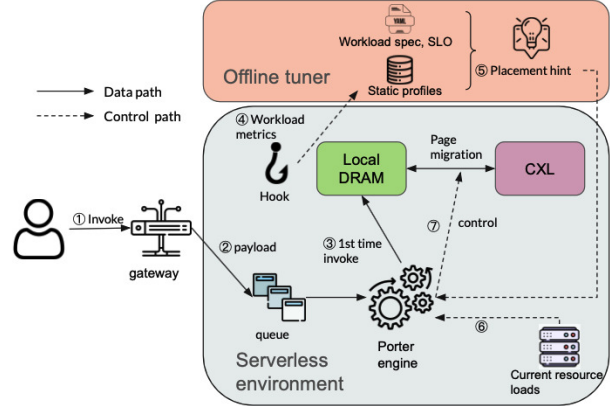 YAML
Workload spec, SLO
Offline tuner
Static profiles
⑤ Placement hint
Data path
Control path
④ Workload
metrics
Hook
Local
DRAM
Page
migration
CXL
① Invoke
gateway
② payload
③ 1st time
invoke
⑦
control
queue
Porter
engine
⑥
Serverless
environment
Current resource
loads